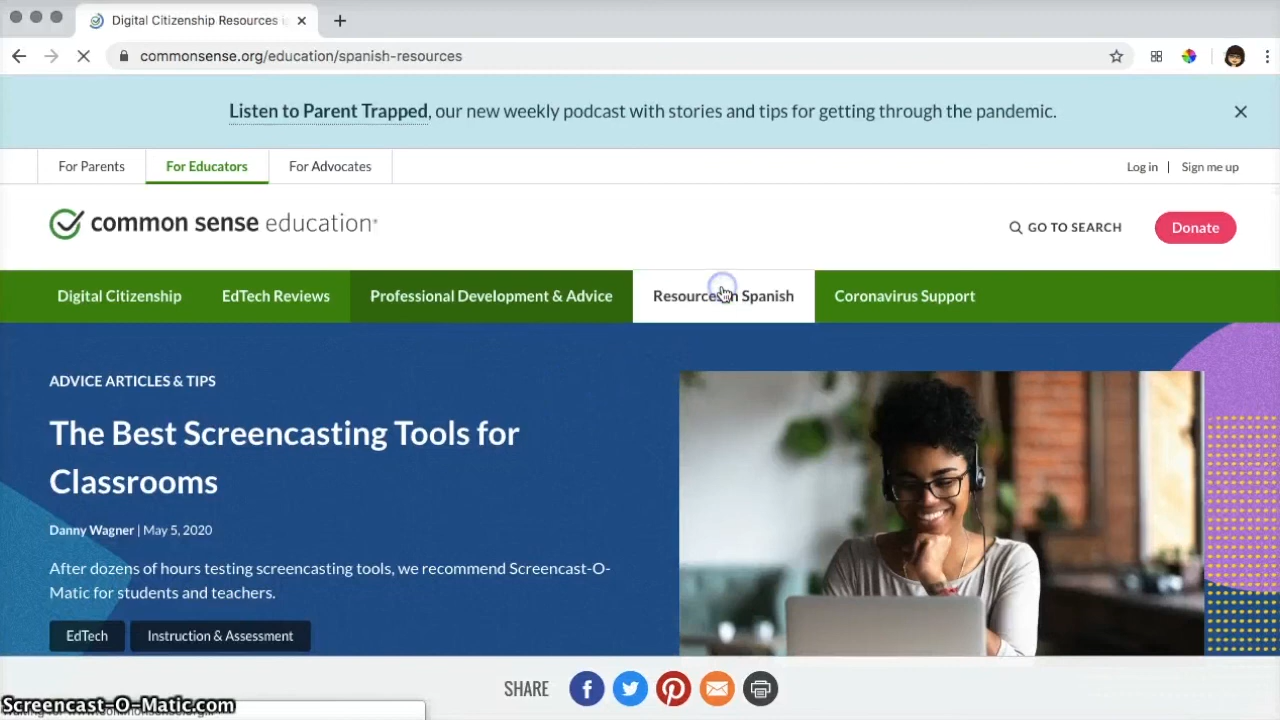 Digital Citizenship Resources i
commonsense.org/education/spanish-resources
Listen to Parent Trapped, our new weekly podcast with stories and tips for getting through the pandemic.
For Parents
For Educators
For Advocates
Log in | Sign me up
common sense education
GO TO SEARCH
Donate
Digital Citizenship
EdTech Reviews
Professional Development & Advice
Resources in Spanish
Coronavirus Support
ADVICE ARTICLES & TIPS
The Best Screencasting Tools for
Classrooms
Danny Wagner | May 5, 2020
After dozens of hours testing screencasting tools, we recommend Screencast-O-
Matic for students and teachers.
EdTech
Instruction & Assessment
SHARE
Screencast-O-Matic.com